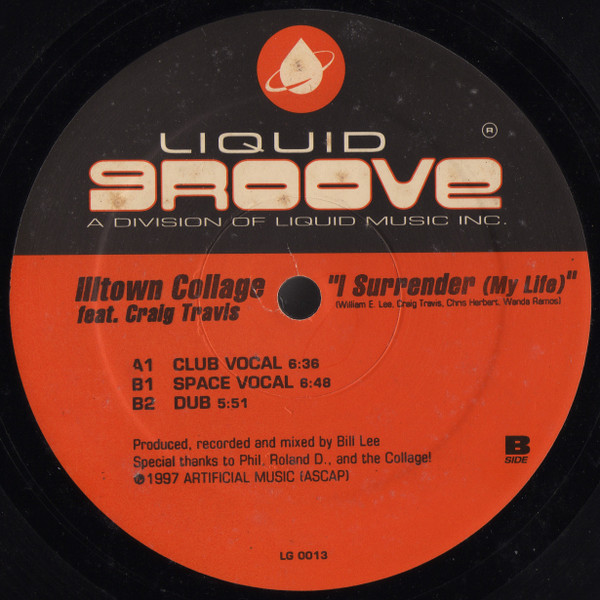 LIQUID
®
GROOVE
A DIVISION OF LIQUID MUSIC INC.
Illtown Collage
feat. Craig Travis
"I Surrender (My Life)"
(William E. Lee, Craig Travis, Chris Herbert, Wanda Ramos)
A1 CLUB VOCAL 6:36
B1 SPACE VOCAL 6:48
B2 DUB 5:51
Produced, recorded and mixed by Bill Lee
Special thanks to Phil, Roland D., and the Collage!
℗1997 ARTIFICIAL MUSIC (ASCAP)
B
SIDE
LG 0013